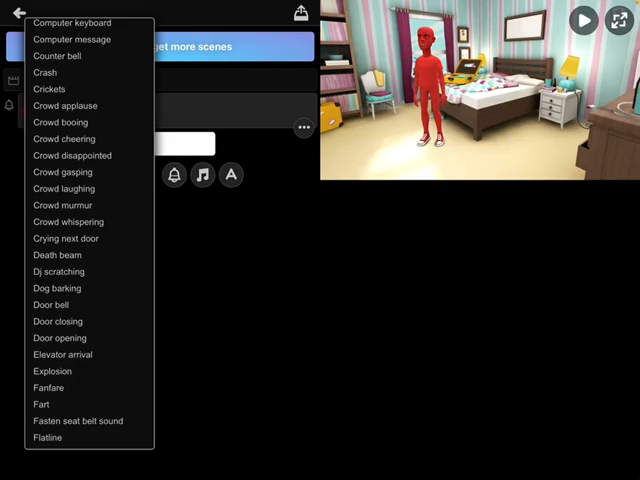 Computer keyboard
get more scenes
Computer message
Counter bell
Crash
Crickets
Crowd applause
Crowd booing
Crowd cheering
Crowd disappointed
Crowd gasping
Crowd laughing
Crowd murmur
Crowd whispering
Crying next door
Death beam
Dj scratching
Dog barking
Door bell
Door closing
Door opening
Elevator arrival
Explosion
Fanfare
Fart
Fasten seat belt sound
Flatline